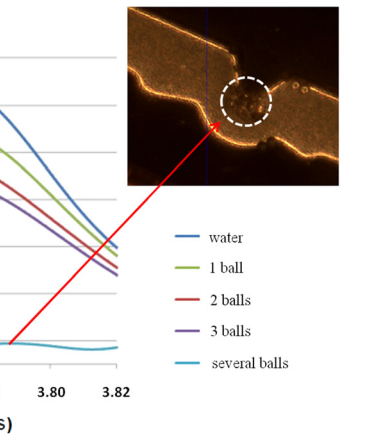 water
1 ball
2 balls
3 balls
several balls
3.80 3.82
s)